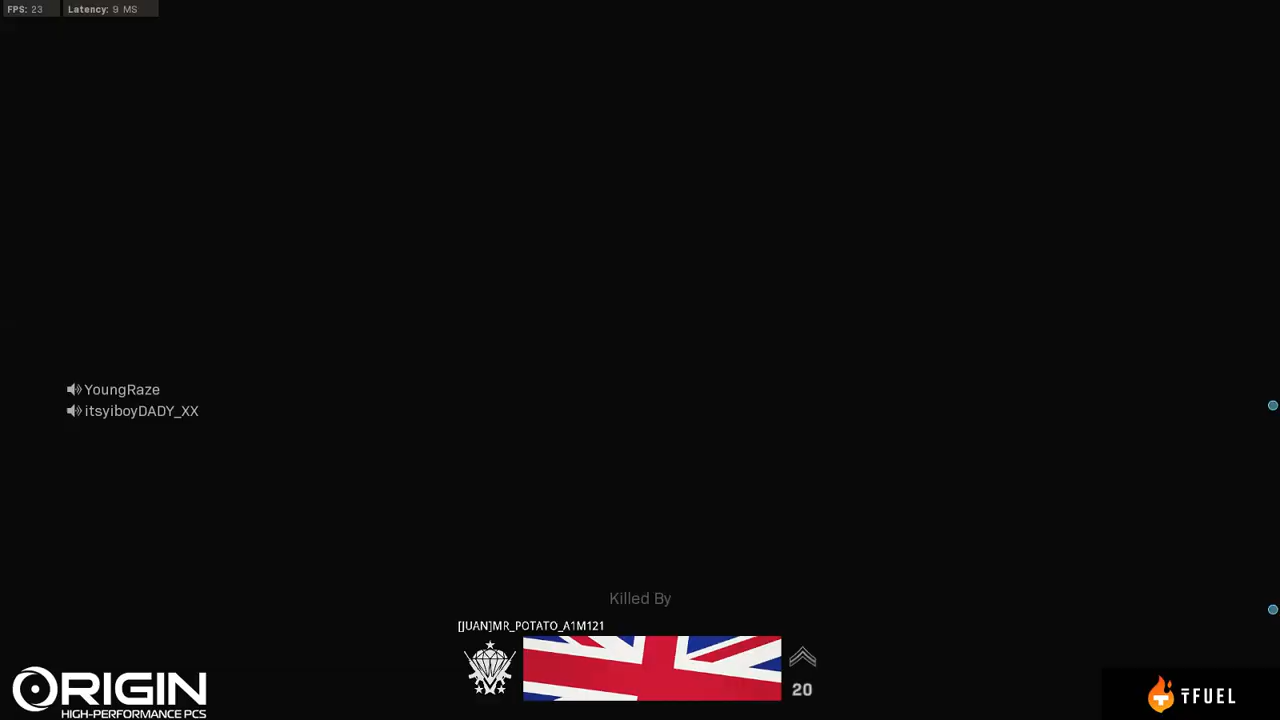 FPS: 23 Latency: 9 MS
YoungRaze
itsyiboyDADY_XX
Killed By
[JUAN]MR_POTATO_A1M121
20
ORIGIN
HIGH-PERFORMANCE PCS
TFUEL